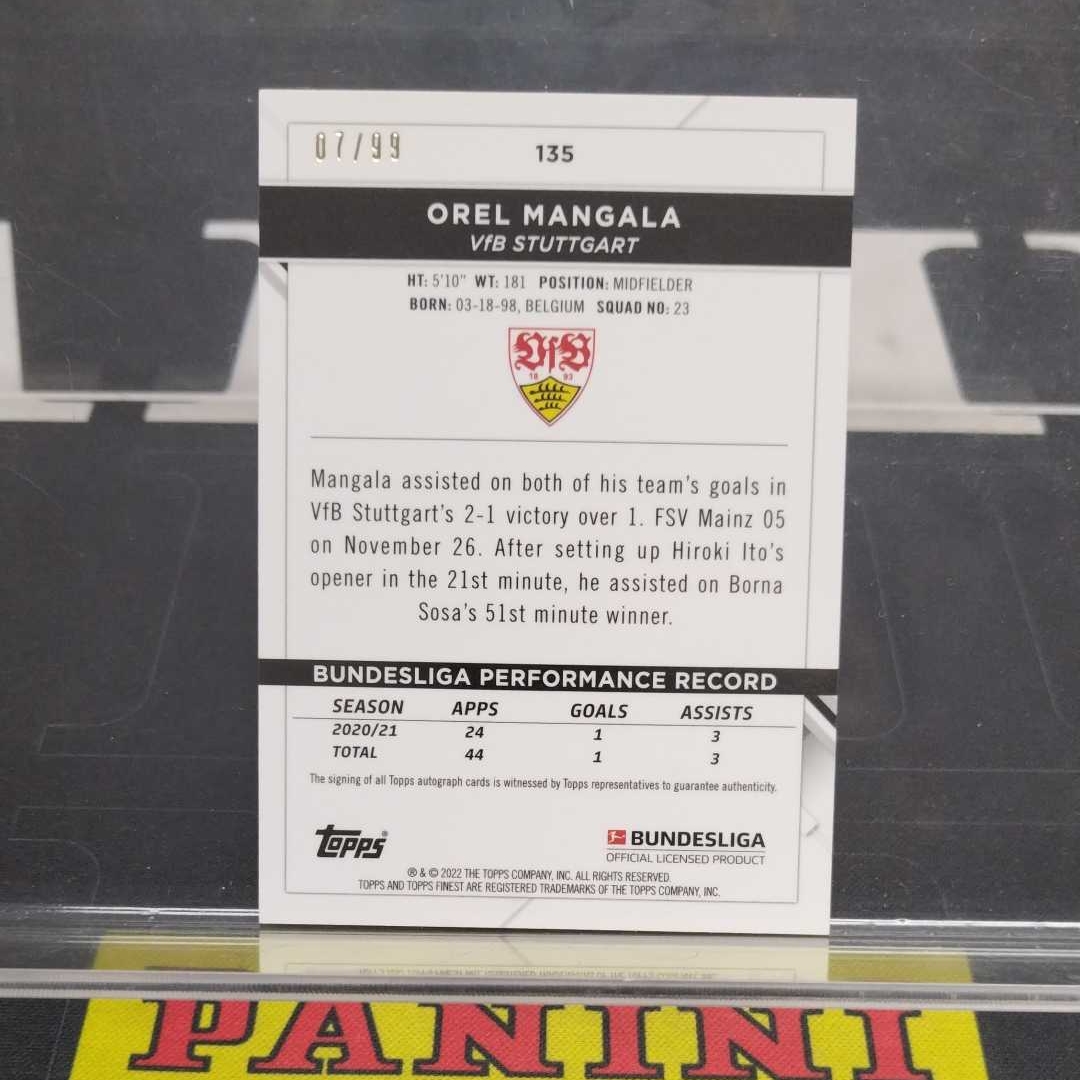 07/99
135
OREL MANGALA
VfB STUTTGART
HT: 5'10" WT: 181 POSITION: MIDFIELDER
BORN: 03-18-98, BELGIUM SQUAD NO: 23
VfB
18 93
Mangala assisted on both of his team's goals in
VfB Stuttgart's 2-1 victory over 1. FSV Mainz 05
on November 26. After setting up Hiroki Ito's
opener in the 21st minute, he assisted on Borna
Sosa's 51st minute winner.
BUNDESLIGA PERFORMANCE RECORD
SEASON APPS GOALS ASSISTS
2020/21 24 1 3
TOTAL 44 1 3
The signing of all Topps autograph cards is witnessed by Topps representatives to guarantee authenticity.
topps®
BUNDESLIGA
OFFICIAL LICENSED PRODUCT
® & © 2022 THE TOPPS COMPANY, INC. ALL RIGHTS RESERVED.
TOPPS AND TOPPS FINEST ARE REGISTERED TRADEMARKS OF THE TOPPS COMPANY, INC.
PANINI